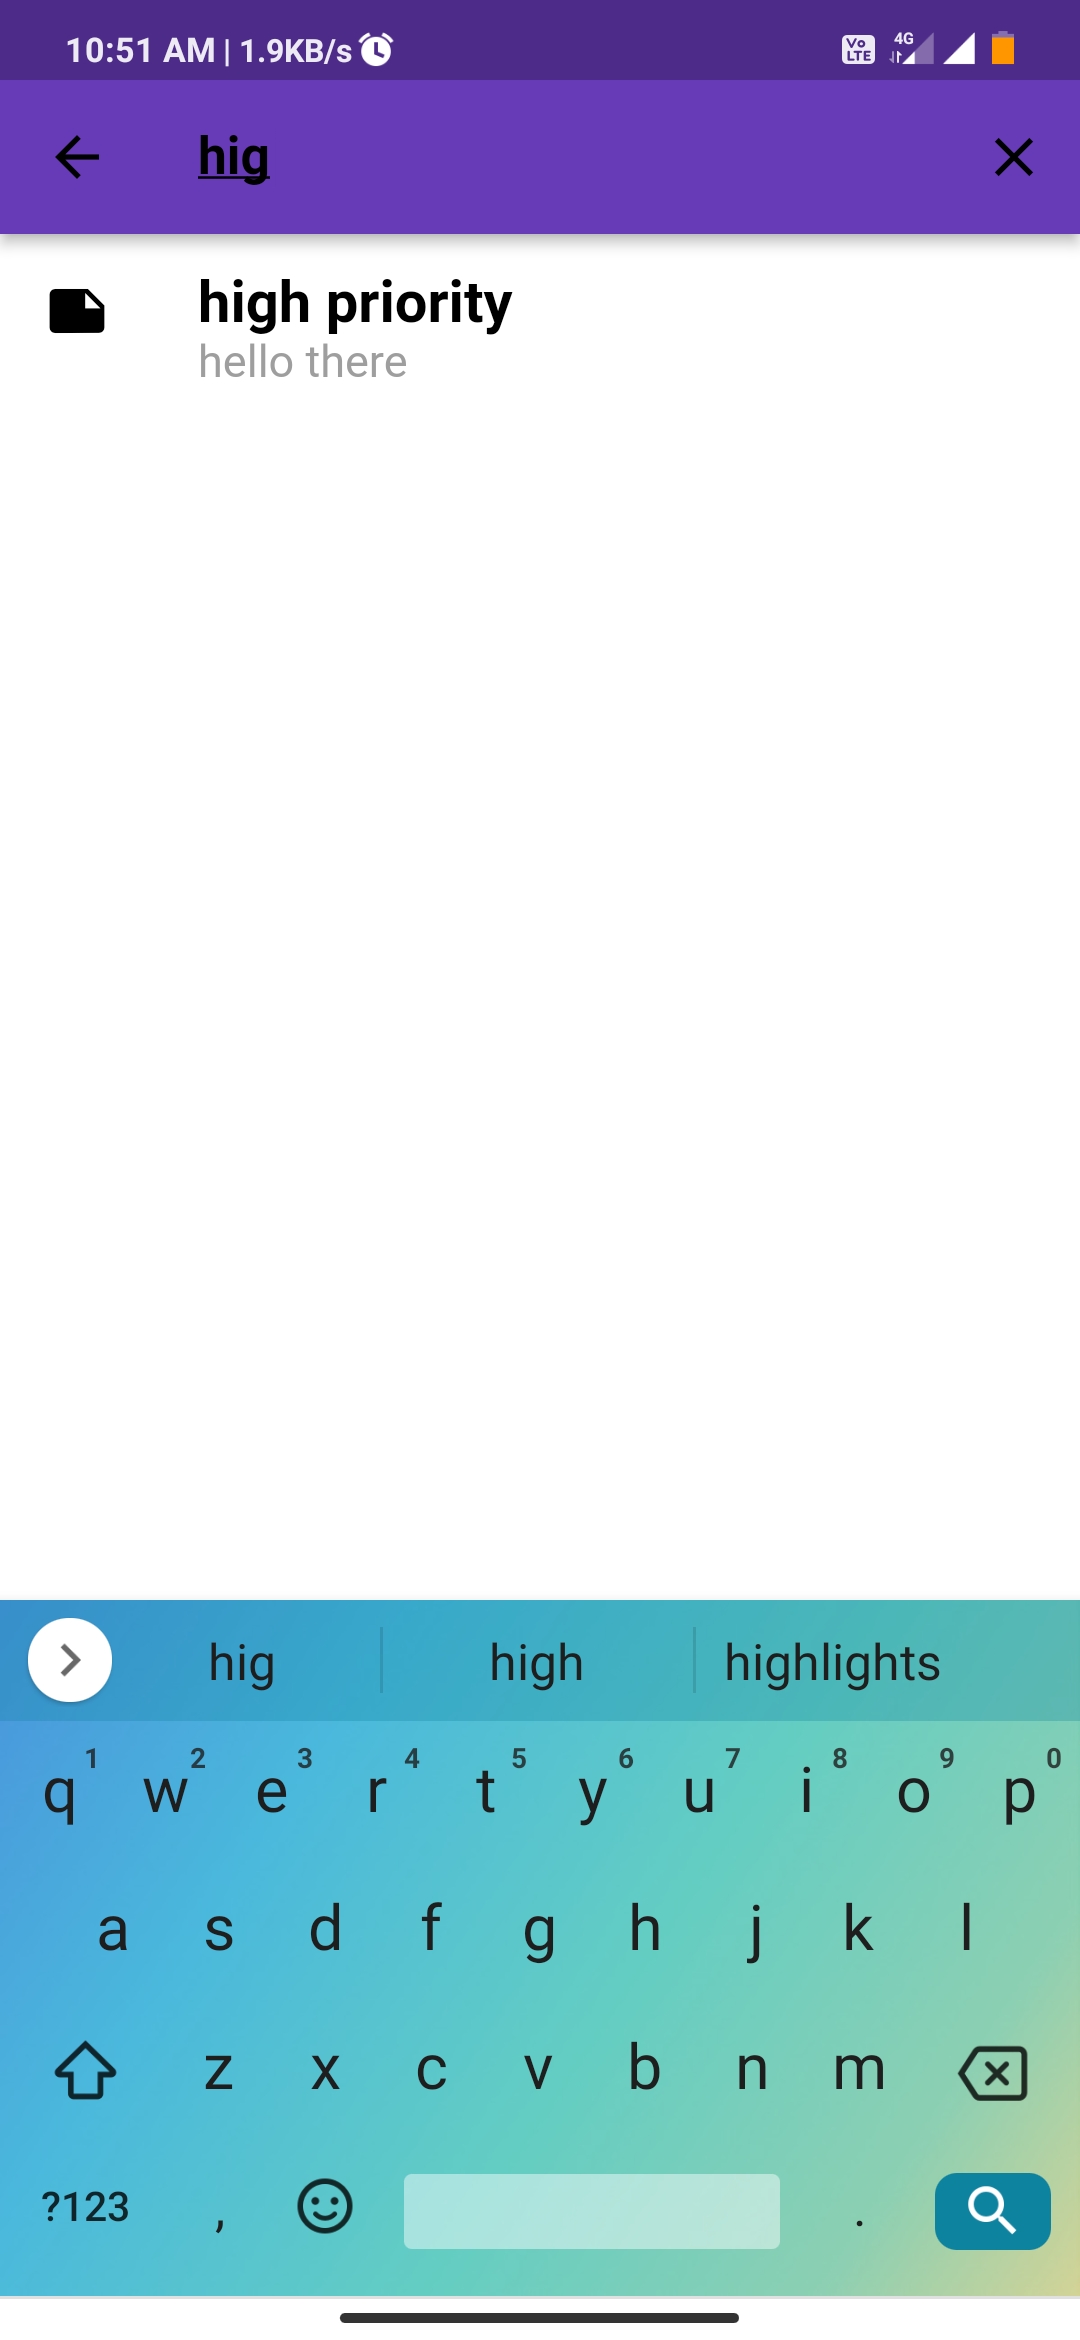 10:51 AM | 1.9KB/s Vo LTE 4G
hig
high priority
hello there
hig high highlights
q 1 w 2 e 3 r 4 t 5 y 6 u 7 i 8 o 9 p 0
a s d f g h j k l
z x c v b n m
?123 , .